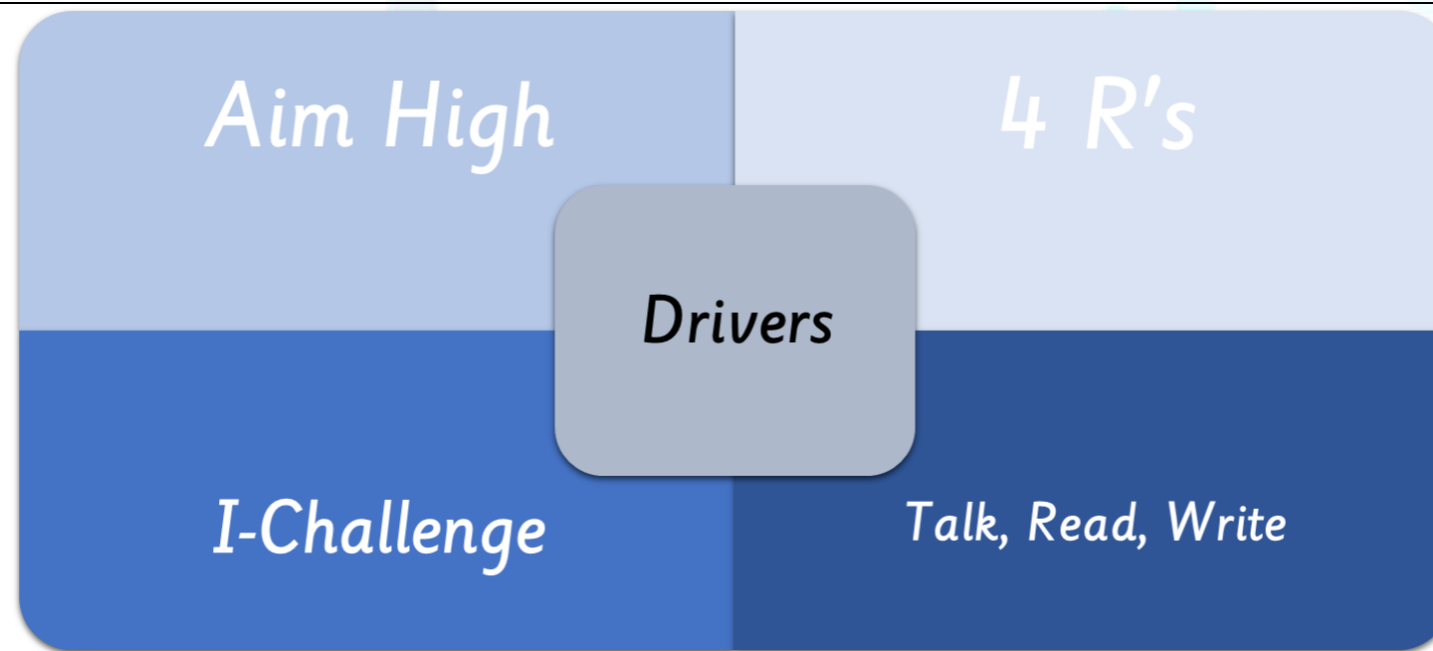 Aim High
4 R's
Drivers
I-Challenge
Talk, Read, Write